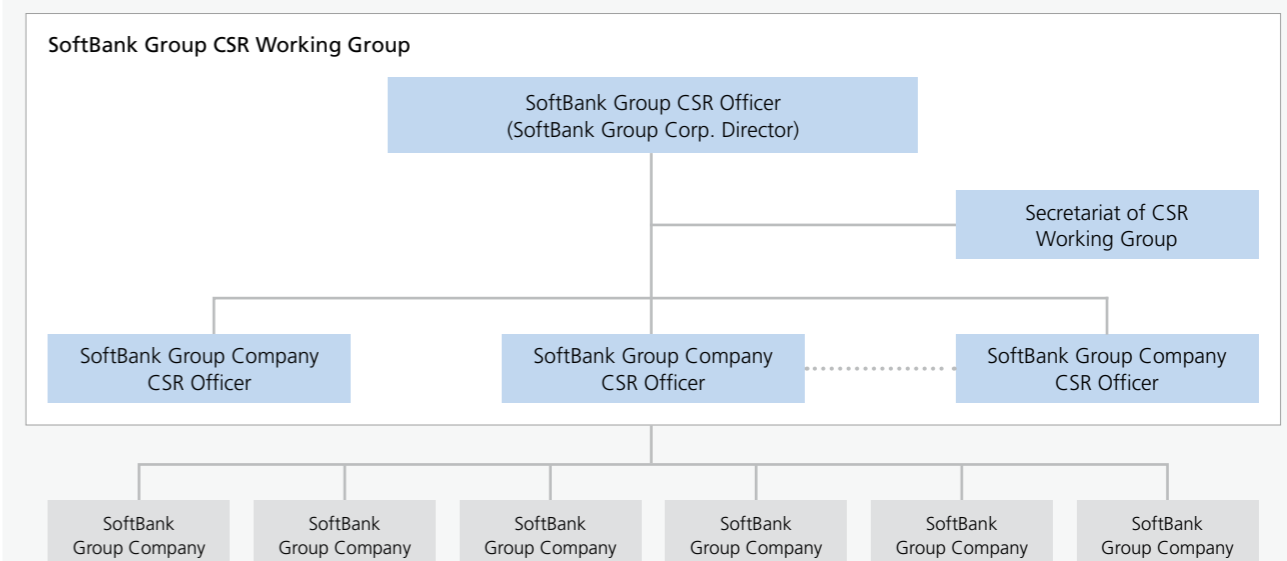 SoftBank Group CSR Working Group
SoftBank Group CSR Officer
(SoftBank Group Corp. Director)
Secretariat of CSR
Working Group
SoftBank Group Company
CSR Officer
SoftBank Group Company
CSR Officer
SoftBank Group Company
CSR Officer
SoftBank
Group Company
SoftBank
Group Company
SoftBank
Group Company
SoftBank
Group Company
SoftBank
Group Company
SoftBank
Group Company